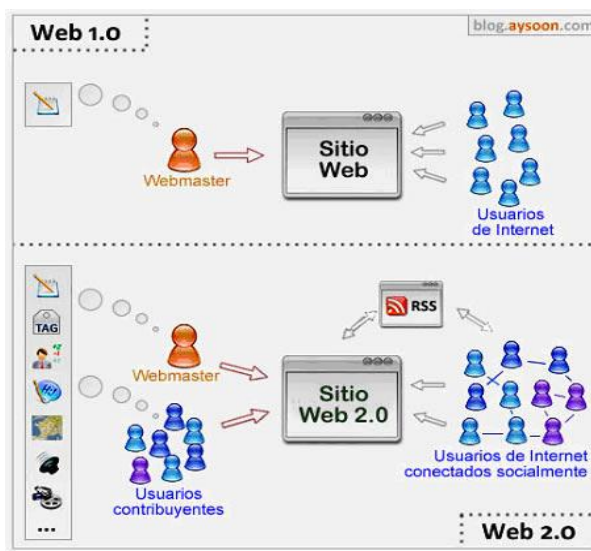 Web 1.0
blog.aysoon.com
Webmaster
Sitio
Web
Usuarios
de Internet
TAG
RSS
Webmaster
Sitio
Web 2.0
Usuarios
contribuyentes
Usuarios de Internet
conectados socialmente
...
Web 2.0